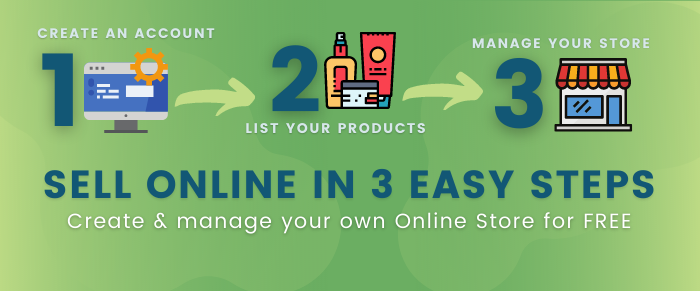 CREATE AN ACCOUNT
1
2
LIST YOUR PRODUCTS
MANAGE YOUR STORE
3
SELL ONLINE IN 3 EASY STEPS
Create & manage your own Online Store for FREE